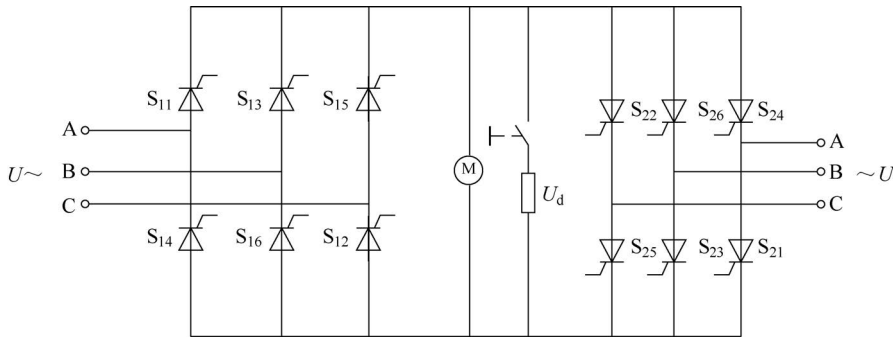 S11 S13 S15 S22 S26 S24
A A
U~ B M Ud B ~U
C C
S14 S16 S12 S25 S23 S21